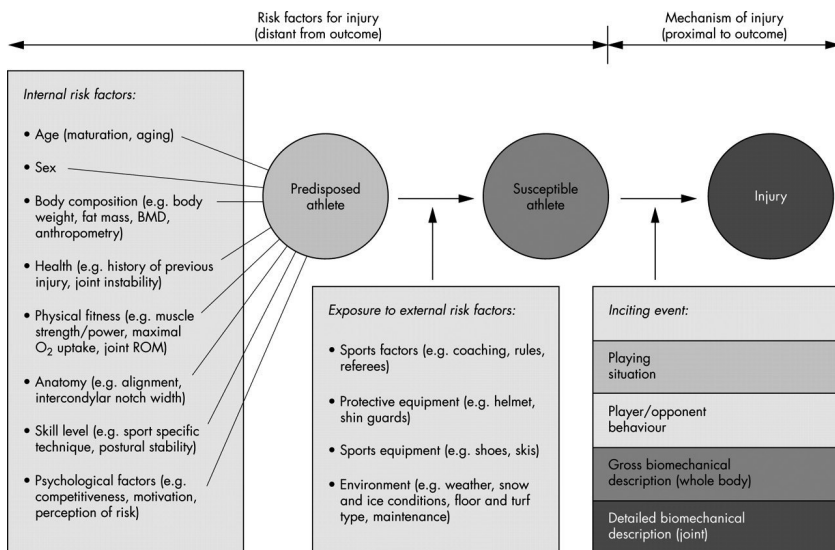 Risk factors for injury
(distant from outcome)
Mechanism of injury
(proximal to outcome)
Internal risk factors:
• Age (maturation, aging)
• Sex
• Body composition (e.g. body
weight, fat mass, BMD,
anthropometry)
• Health (e.g. history of previous
injury, joint instability)
• Physical fitness (e.g. muscle
strength/power, maximal
O₂ uptake, joint ROM)
• Anatomy (e.g. alignment,
intercondylar notch width)
• Skill level (e.g. sport specific
technique, postural stability)
• Psychological factors (e.g.
competitiveness, motivation,
perception of risk)
Predisposed
athlete
Susceptible
athlete
Injury
Exposure to external risk factors:
• Sports factors (e.g. coaching, rules,
referees)
• Protective equipment (e.g. helmet,
shin guards)
• Sports equipment (e.g. shoes, skis)
• Environment (e.g. weather, snow
and ice conditions, floor and turf
type, maintenance)
Inciting event:
Playing
situation
Player/opponent
behaviour
Gross biomechanical
description (whole body)
Detailed biomechanical
description (joint)